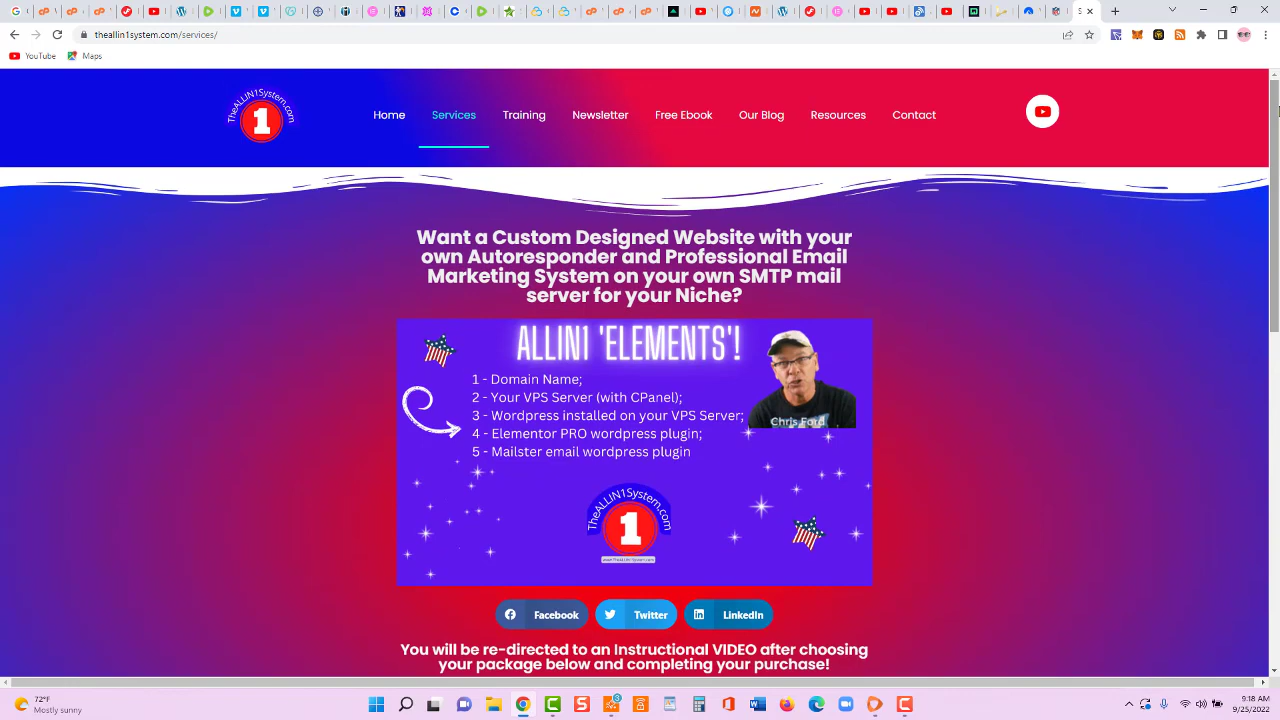 S
theallin1system.com/services/
YouTube
Maps
TheALLIN1System.com
1
Home
Services
Training
Newsletter
Free Ebook
Our Blog
Resources
Contact
Want a Custom Designed Website with your
own Autoresponder and Professional Email
Marketing System on your own SMTP mail
server for your Niche?
ALLIN1 'ELEMENTS'!
1 - Domain Name;
2 - Your VPS Server (with CPanel);
3 - Wordpress installed on your VPS Server;
4 - Elementor PRO wordpress plugin;
5 - Mailster email wordpress plugin
Chris Ford
TheALLIN1System.com
1
Facebook
Twitter
LinkedIn
You will be re-directed to an Instructional VIDEO after choosing
your package below and completing your purchase!
72°F
Mostly sunny
3
9:18 AM
9/25/2022